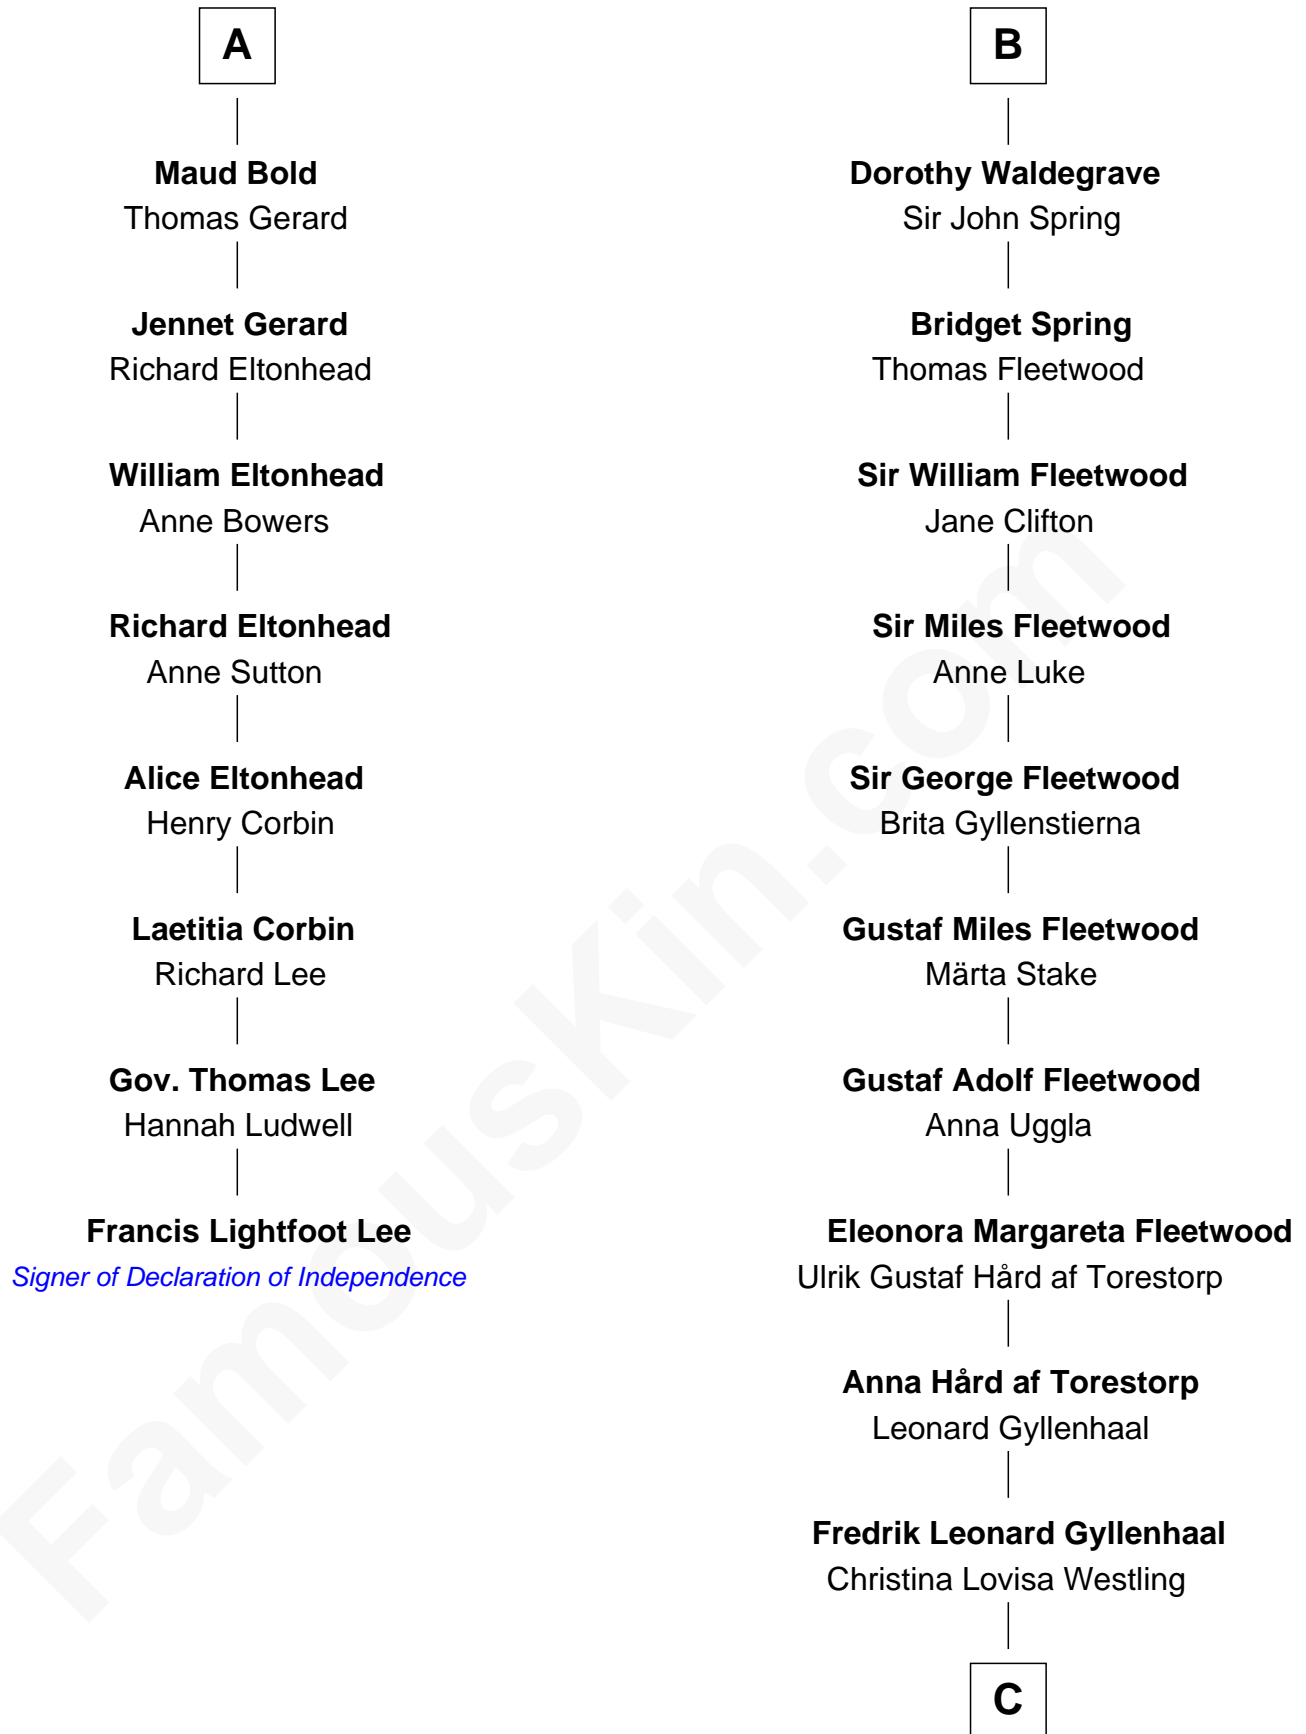 A
Maud Bold
Thomas Gerard
Jennet Gerard
Richard Eltonhead
William Eltonhead
Anne Bowers
Richard Eltonhead
Anne Sutton
Alice Eltonhead
Henry Corbin
Laetitia Corbin
Richard Lee
Gov. Thomas Lee
Hannah Ludwell
Francis Lightfoot Lee
Signer of Declaration of Independence
B
Dorothy Waldegrave
Sir John Spring
Bridget Spring
Thomas Fleetwood
Sir William Fleetwood
Jane Clifton
Sir Miles Fleetwood
Anne Luke
Sir George Fleetwood
Brita Gyllenstierna
Gustaf Miles Fleetwood
Märta Stake
Gustaf Adolf Fleetwood
Anna Uggla
Eleonora Margareta Fleetwood
Ulrik Gustaf Hård af Torestorp
Anna Hård af Torestorp
Leonard Gyllenhaal
Fredrik Leonard Gyllenhaal
Christina Lovisa Westling
C
FamousKin.com